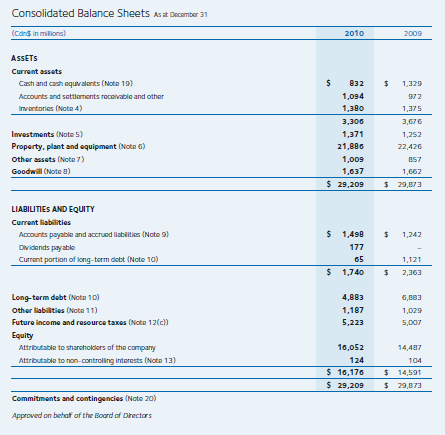 Consolidated Balance Sheets As at December 31
(Cdn$ in millions) 2010 2009
ASSETS
Current assets
Cash and cash equivalents (Note 19) $ 832 $ 1,329
Accounts and settlements receivable and other 1,094 972
Inventories (Note 4) 1,380 1,375
3,306 3,676
Investments (Note 5) 1,371 1,252
Property, plant and equipment (Note 6) 21,886 22,426
Other assets (Note 7) 1,009 857
Goodwill (Note 8) 1,637 1,662
$ 29,209 $ 29,873
LIABILITIES AND EQUITY
Current liabilities
Accounts payable and accrued liabilities (Note 9) $ 1,498 $ 1,242
Dividends payable 177 –
Current portion of long-term debt (Note 10) 65 1,121
$ 1,740 $ 2,363
Long-term debt (Note 10) 4,883 6,883
Other liabilities (Note 11) 1,187 1,029
Future income and resource taxes (Note 12(c)) 5,223 5,007
Equity
Attributable to shareholders of the company 16,052 14,487
Attributable to non-controlling interests (Note 13) 124 104
$ 16,176 $ 14,591
$ 29,209 $ 29,873
Commitments and contingencies (Note 20)
Approved on behalf of the Board of Directors